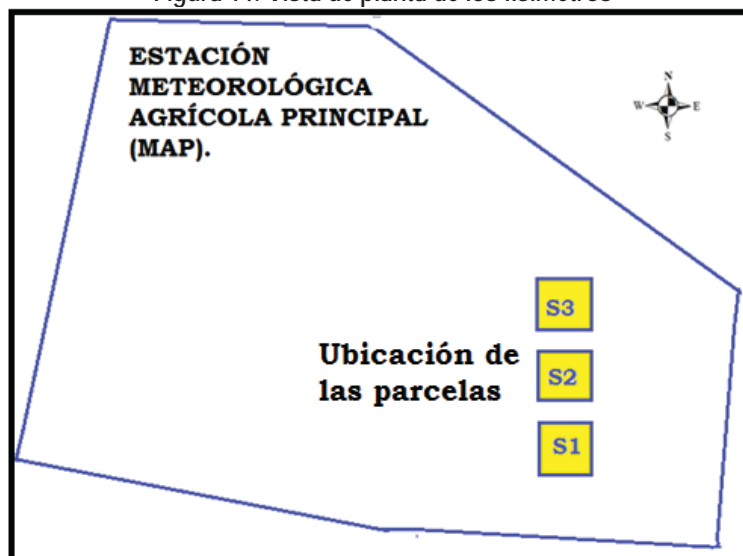 ESTACIÓN
METEOROLÓGICA
AGRÍCOLA PRINCIPAL
(MAP).
N
W E
S
S3
Ubicación de
las parcelas
S2
S1